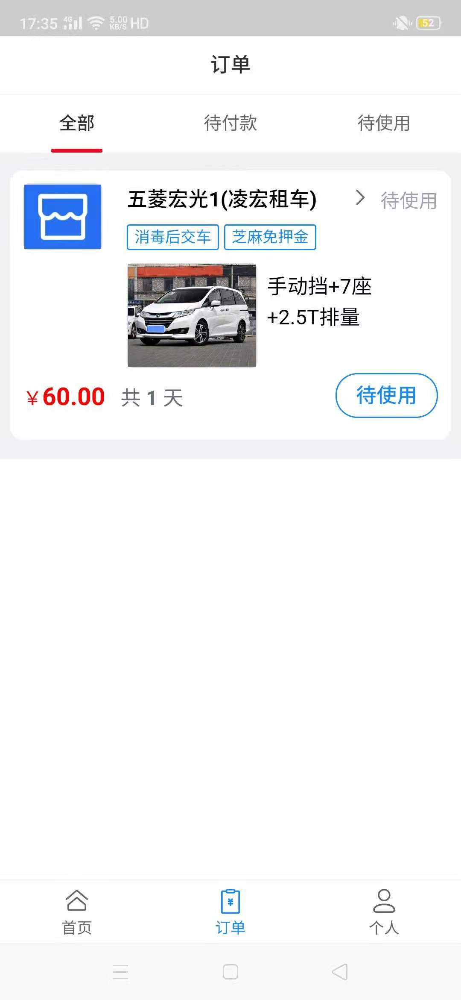 17:35 4G 5.00 KB/S HD 52
订单
全部 待付款 待使用
五菱宏光1(凌宏租车) 待使用
消毒后交车 芝麻免押金
手动挡+7座
+2.5T排量
￥60.00 共 1 天 待使用
首页 订单 个人